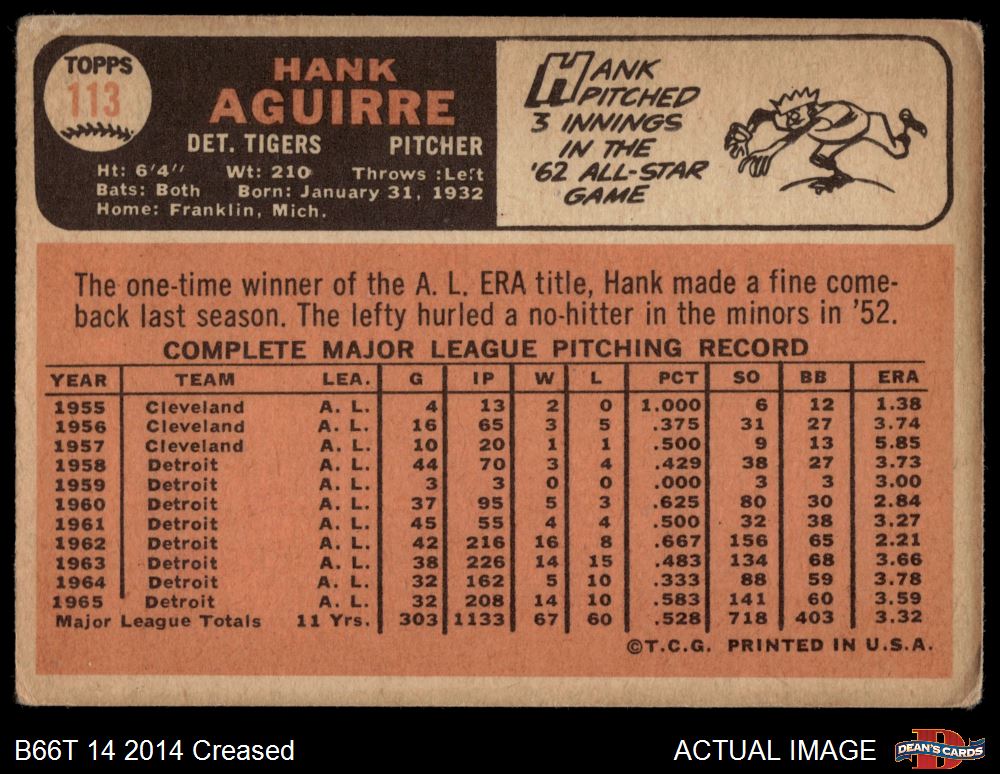 TOPPS
113
HANK
AGUIRRE
DET. TIGERS PITCHER
Ht: 6'4" Wt: 210 Throws :Left
Bats: Both Born: January 31, 1932
Home: Franklin, Mich.
HANK
PITCHED
3 INNINGS
IN THE
'62 ALL-STAR
GAME
The one-time winner of the A. L. ERA title, Hank made a fine come-
back last season. The lefty hurled a no-hitter in the minors in '52.
COMPLETE MAJOR LEAGUE PITCHING RECORD
YEAR TEAM LEA. G IP W L PCT SO BB ERA
1955 Cleveland A. L. 4 13 2 0 1.000 6 12 1.38
1956 Cleveland A. L. 16 65 3 5 .375 31 27 3.74
1957 Cleveland A. L. 10 20 1 1 .500 9 13 5.85
1958 Detroit A. L. 44 70 3 4 .429 38 27 3.73
1959 Detroit A. L. 3 3 0 0 .000 3 3 3.00
1960 Detroit A. L. 37 95 5 3 .625 80 30 2.84
1961 Detroit A. L. 45 55 4 4 .500 32 38 3.27
1962 Detroit A. L. 42 216 16 8 .667 156 65 2.21
1963 Detroit A. L. 38 226 14 15 .483 134 68 3.66
1964 Detroit A. L. 32 162 5 10 .333 88 59 3.78
1965 Detroit A. L. 32 208 14 10 .583 141 60 3.59
Major League Totals 11 Yrs. 303 1133 67 60 .528 718 403 3.32
©T.C.G. PRINTED IN U.S.A.
B66T 14 2014 Creased
ACTUAL IMAGE
D
DEAN'S CARDS